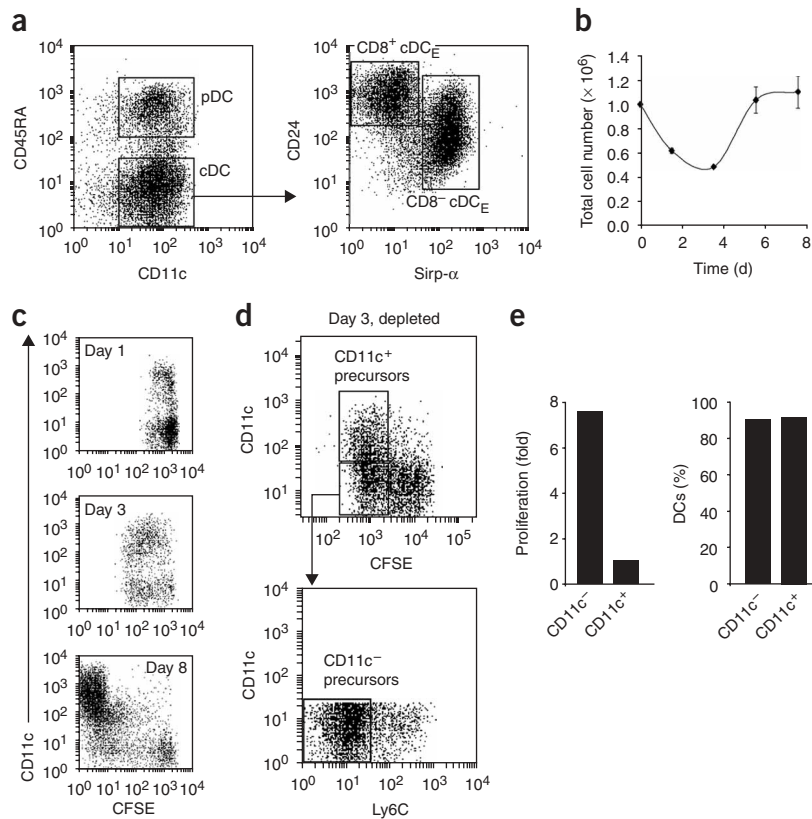 a
CD45RA
10⁴
10³
10²
10¹
10⁰
pDC
cDC
10⁰ 10¹ 10² 10³ 10⁴
CD11c
CD24
10⁴
10³
10²
10¹
10⁰
CD8⁺ cDC_E
CD8⁻ cDC_E
10⁰ 10¹ 10² 10³ 10⁴
Sirp-α
b
Total cell number (× 10⁶)
1.4
1.2
1.0
0.8
0.6
0.4
0.2
0
0 2 4 6 8
Time (d)
c
CD11c
Day 1
10⁴
10³
10²
10¹
10⁰
10⁰ 10¹ 10² 10³ 10⁴
Day 3
10⁴
10³
10²
10¹
10⁰
10⁰ 10¹ 10² 10³ 10⁴
Day 8
10⁴
10³
10²
10¹
10⁰
10⁰ 10¹ 10² 10³ 10⁴
CFSE
d
Day 3, depleted
CD11c
10⁴
10³
10²
10¹
CD11c⁺
precursors
10² 10³ 10⁴ 10⁵
CFSE
CD11c
10⁴
10³
10²
10¹
10⁰
CD11c⁻
precursors
10⁰ 10¹ 10² 10³ 10⁴
Ly6C
e
Proliferation (fold)
8
6
4
2
0
CD11c⁻
CD11c⁺
DCs (%)
100
80
60
40
20
0
CD11c⁻
CD11c⁺